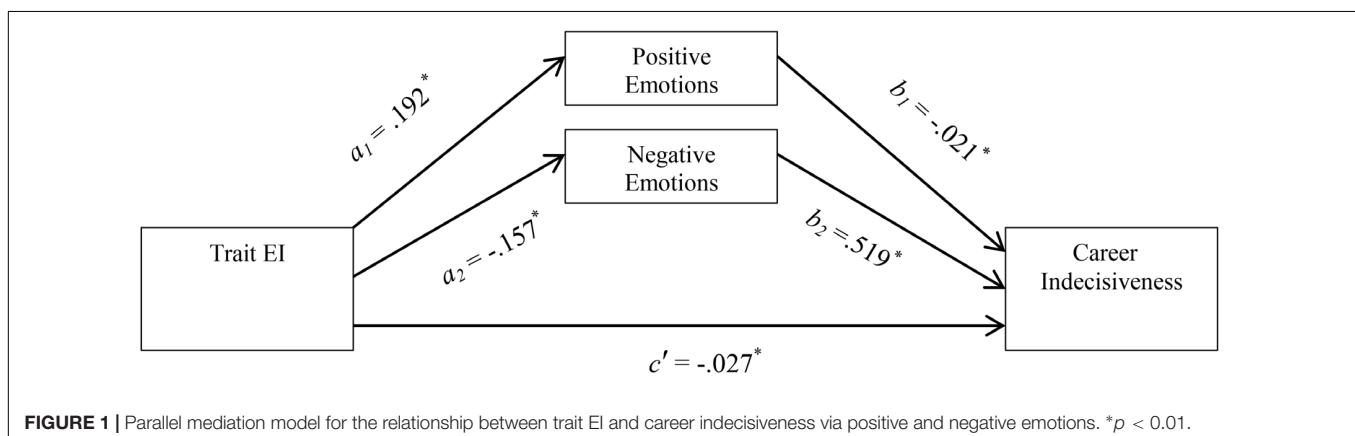 Positive
Emotions
a₁ = .192*
b₁ = -.021*
Negative
Emotions
a₂ = -.157*
b₂ =.519*
Trait EI
Career
Indecisiveness
c′ = -.027*
FIGURE 1 | Parallel mediation model for the relationship between trait EI and career indecisiveness via positive and negative emotions. *p < 0.01.